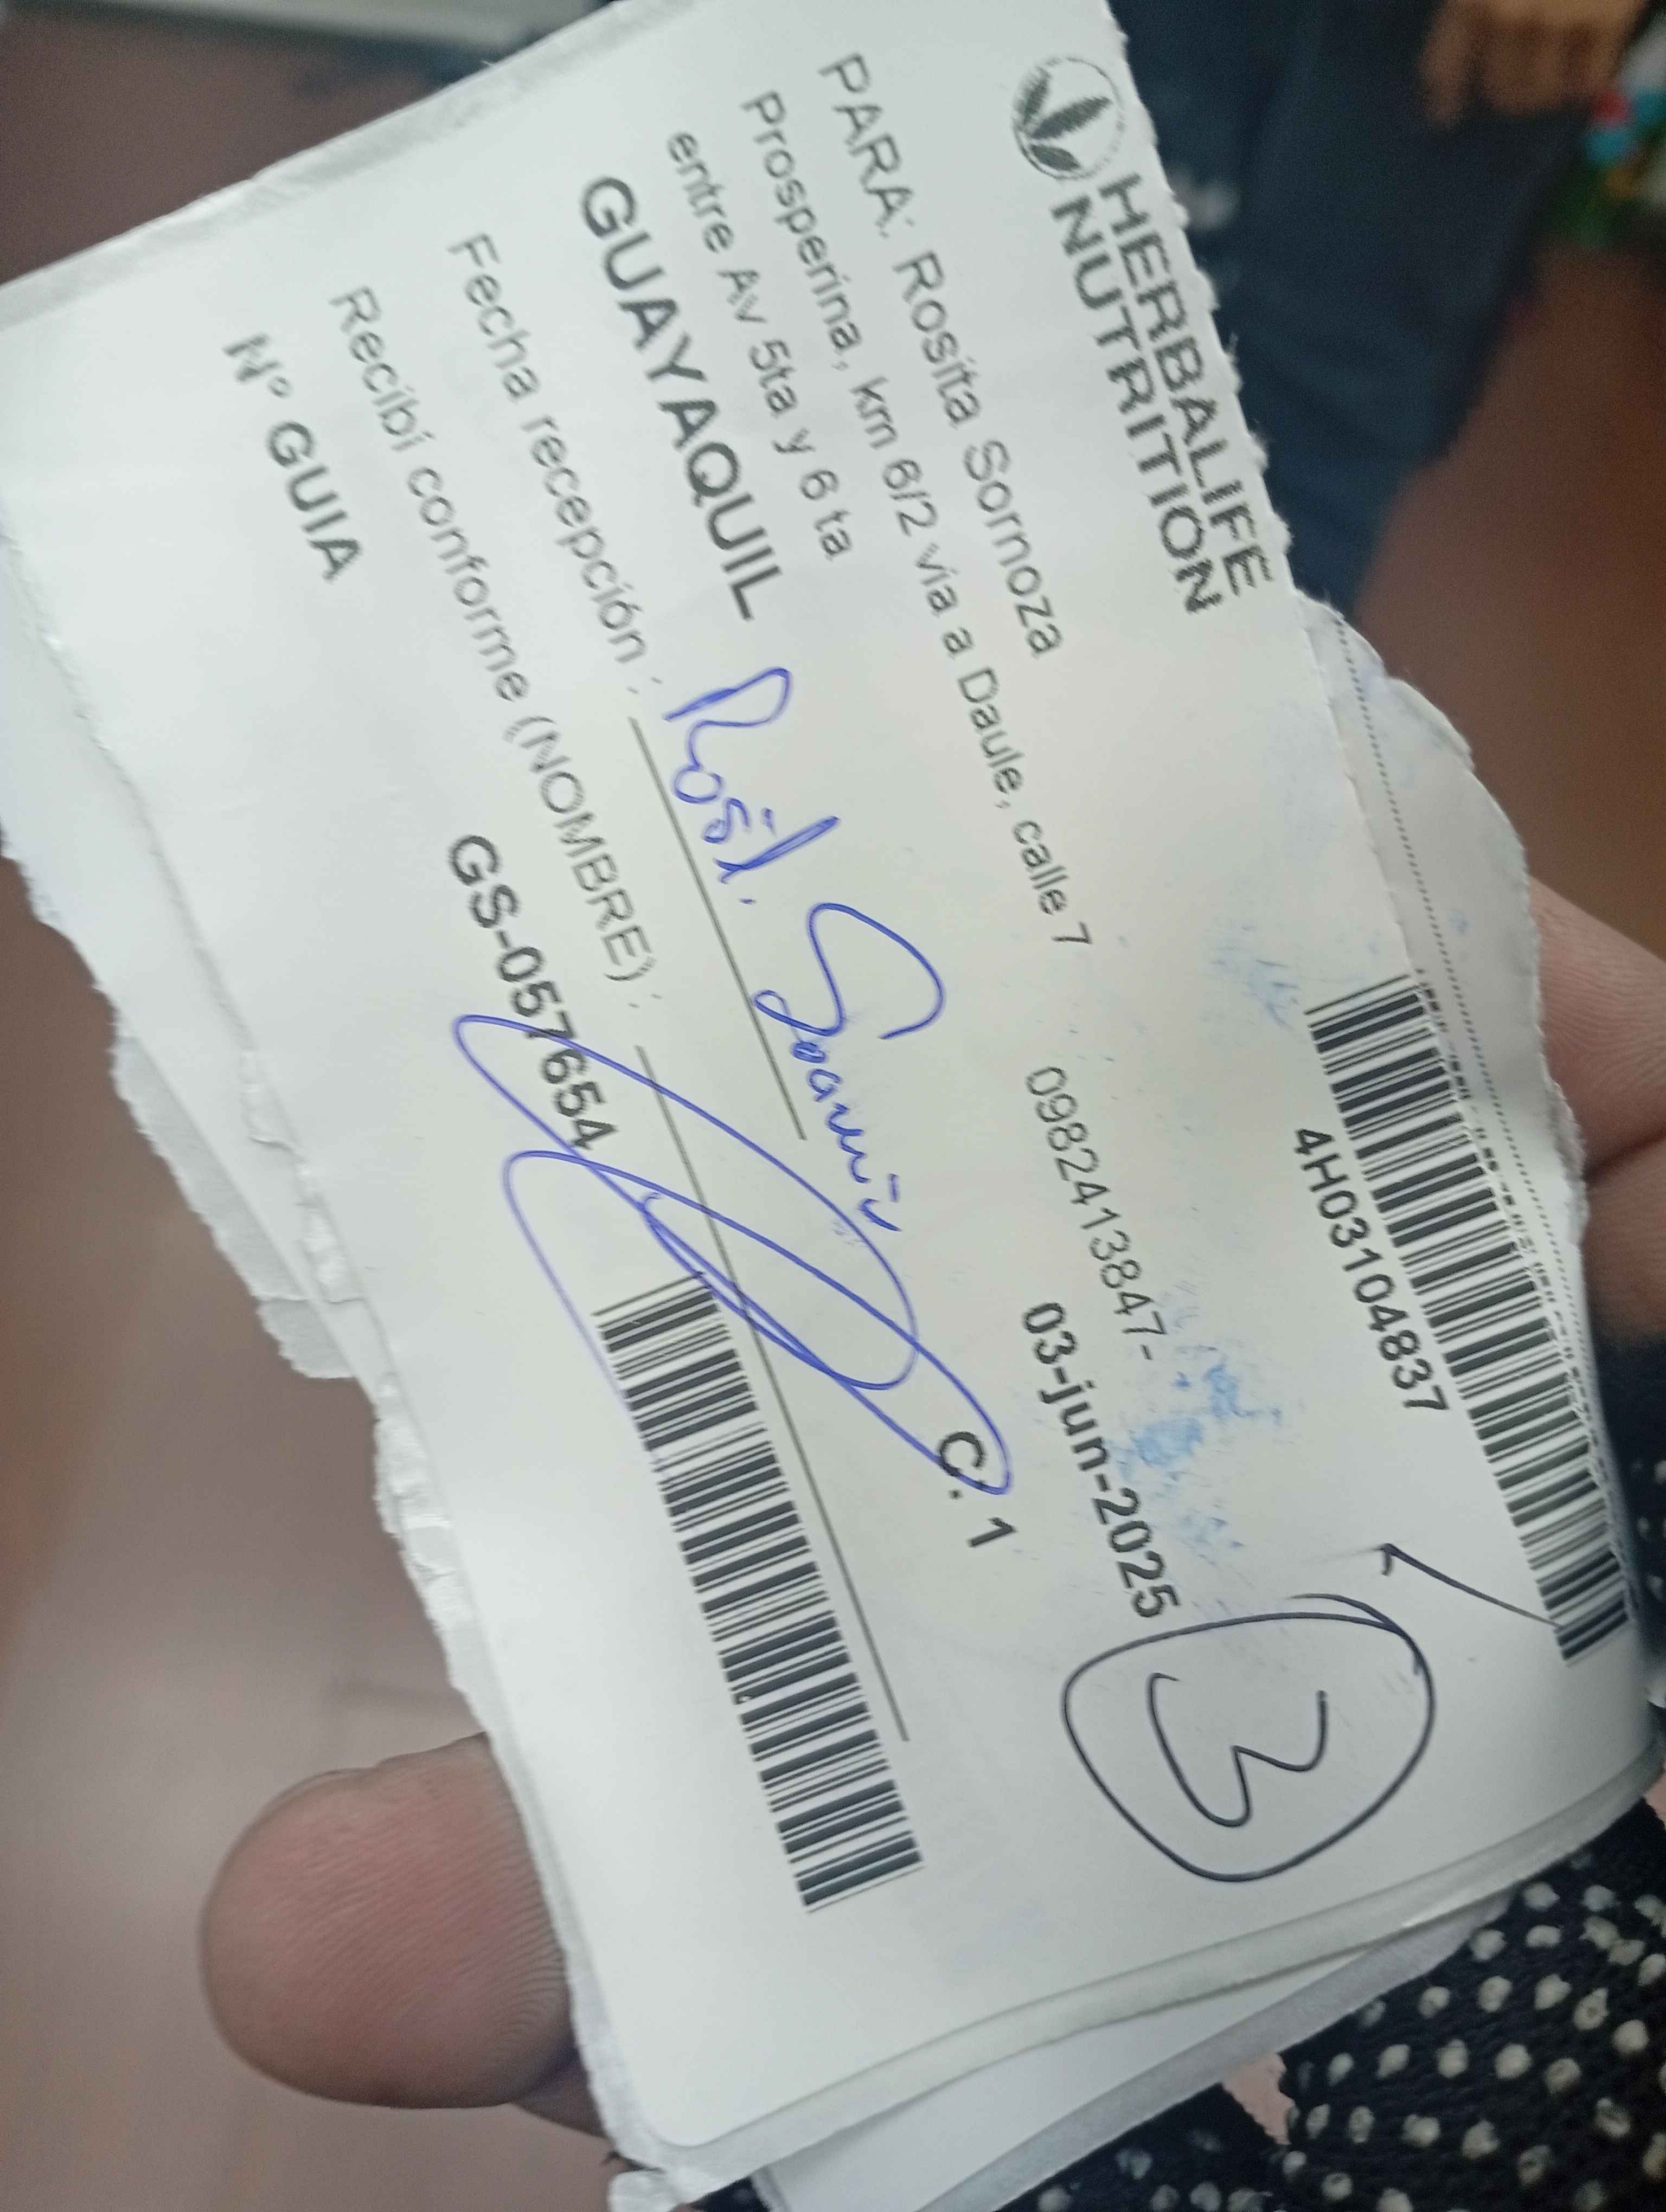 HERBALIFE
NUTRITION
4H03104837
PARA: Rosita Sornoza
Prosperina, km 6/2 vía a Daule, calle 7
entre Av 5ta y 6 ta
0982413847-
03-jun-2025
3
GUAYAQUIL
C. 1
Fecha recepción :
Recibí conforme (NOMBRE) :
N° GUIA
GS-057654